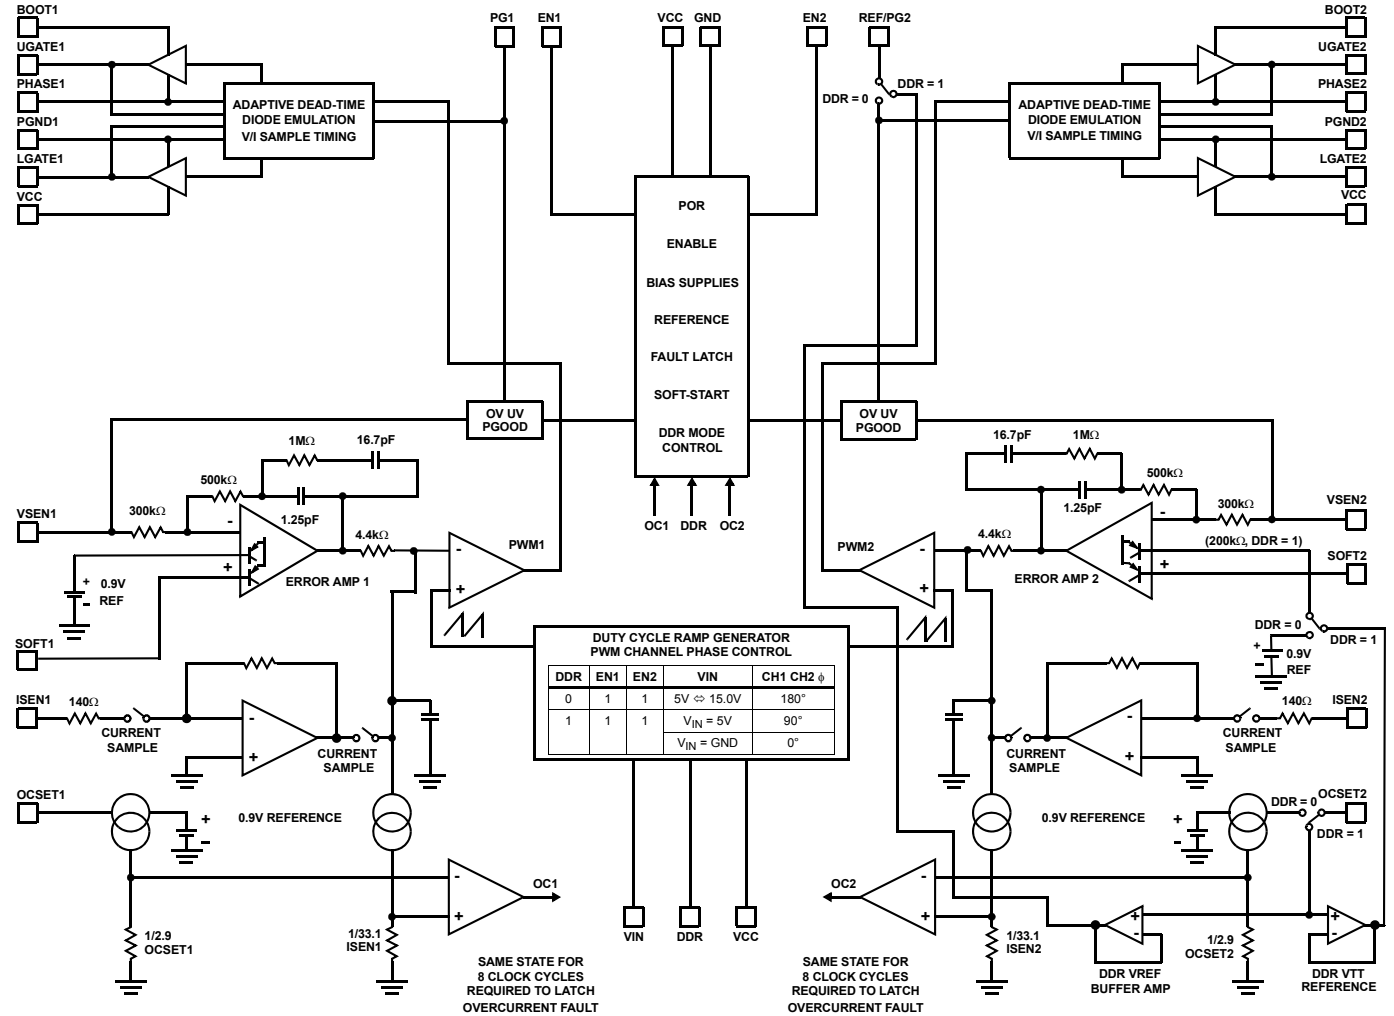 BOOT1
UGATE1
PHASE1
PGND1
LGATE1
VCC
ADAPTIVE DEAD-TIME
DIODE EMULATION
V/I SAMPLE TIMING
PG1
EN1
VCC
GND
EN2
REF/PG2
DDR = 1
DDR = 0
ADAPTIVE DEAD-TIME
DIODE EMULATION
V/I SAMPLE TIMING
BOOT2
UGATE2
PHASE2
PGND2
LGATE2
VCC
POR
ENABLE
BIAS SUPPLIES
REFERENCE
FAULT LATCH
SOFT-START
DDR MODE
CONTROL
OC1
DDR
OC2
OV UV
PGOOD
OV UV
PGOOD
1MΩ
16.7pF
500kΩ
1.25pF
300kΩ
VSEN1
-
+
4.4kΩ
ERROR AMP 1
+
-
0.9V
REF
SOFT1
-
+
PWM1
16.7pF
1MΩ
500kΩ
1.25pF
300kΩ
VSEN2
(200kΩ, DDR = 1)
-
+
4.4kΩ
ERROR AMP 2
SOFT2
PWM2
-
+
DDR = 0
DDR = 1
+
-
0.9V
REF
DUTY CYCLE RAMP GENERATOR
PWM CHANNEL PHASE CONTROL
DDR EN1 EN2 VIN CH1 CH2 ϕ
0 1 1 5V ⇔ 15.0V 180°
1 1 1 VIN = 5V 90°
VIN = GND 0°
VIN
DDR
VCC
ISEN1
140Ω
CURRENT
SAMPLE
-
+
CURRENT
SAMPLE
ISEN2
140Ω
CURRENT
SAMPLE
-
+
CURRENT
SAMPLE
OCSET1
+
-
0.9V REFERENCE
-
+
OC1
1/2.9
OCSET1
1/33.1
ISEN1
SAME STATE FOR
8 CLOCK CYCLES
REQUIRED TO LATCH
OVERCURRENT FAULT
0.9V REFERENCE
+
-
DDR = 0
OCSET2
DDR = 1
OC2
-
+
1/33.1
ISEN2
1/2.9
OCSET2
SAME STATE FOR
8 CLOCK CYCLES
REQUIRED TO LATCH
OVERCURRENT FAULT
+
-
DDR VREF
BUFFER AMP
+
-
DDR VTT
REFERENCE